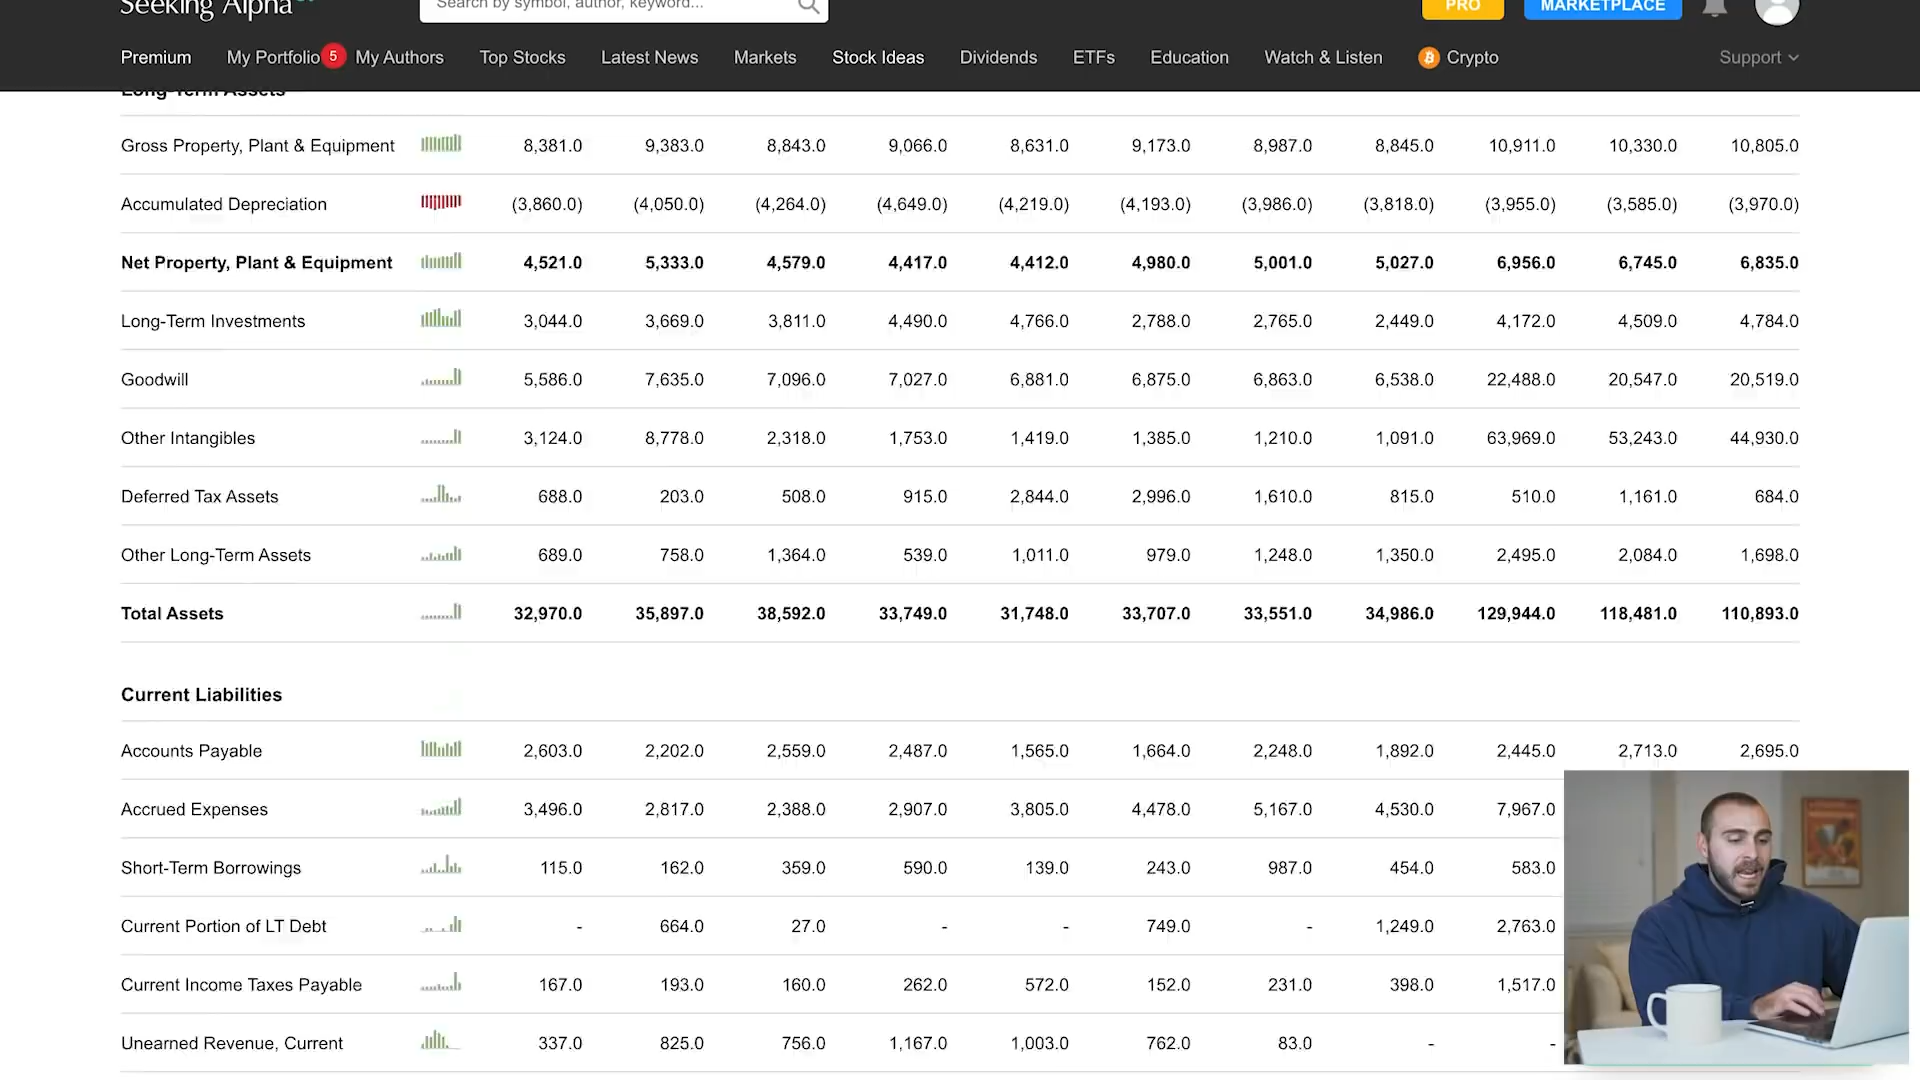 Seeking Alpha
Search by symbol, author, keyword...
PRO
MARKETPLACE
Premium My Portfolio 5 My Authors Top Stocks Latest News Markets Stock Ideas Dividends ETFs Education Watch & Listen Crypto Support
Long-Term Assets
Gross Property, Plant & Equipment 8,381.0 9,383.0 8,843.0 9,066.0 8,631.0 9,173.0 8,987.0 8,845.0 10,911.0 10,330.0 10,805.0
Accumulated Depreciation (3,860.0) (4,050.0) (4,264.0) (4,649.0) (4,219.0) (4,193.0) (3,986.0) (3,818.0) (3,955.0) (3,585.0) (3,970.0)
Net Property, Plant & Equipment 4,521.0 5,333.0 4,579.0 4,417.0 4,412.0 4,980.0 5,001.0 5,027.0 6,956.0 6,745.0 6,835.0
Long-Term Investments 3,044.0 3,669.0 3,811.0 4,490.0 4,766.0 2,788.0 2,765.0 2,449.0 4,172.0 4,509.0 4,784.0
Goodwill 5,586.0 7,635.0 7,096.0 7,027.0 6,881.0 6,875.0 6,863.0 6,538.0 22,488.0 20,547.0 20,519.0
Other Intangibles 3,124.0 8,778.0 2,318.0 1,753.0 1,419.0 1,385.0 1,210.0 1,091.0 63,969.0 53,243.0 44,930.0
Deferred Tax Assets 688.0 203.0 508.0 915.0 2,844.0 2,996.0 1,610.0 815.0 510.0 1,161.0 684.0
Other Long-Term Assets 689.0 758.0 1,364.0 539.0 1,011.0 979.0 1,248.0 1,350.0 2,495.0 2,084.0 1,698.0
Total Assets 32,970.0 35,897.0 38,592.0 33,749.0 31,748.0 33,707.0 33,551.0 34,986.0 129,944.0 118,481.0 110,893.0
Current Liabilities
Accounts Payable 2,603.0 2,202.0 2,559.0 2,487.0 1,565.0 1,664.0 2,248.0 1,892.0 2,445.0 2,713.0 2,695.0
Accrued Expenses 3,496.0 2,817.0 2,388.0 2,907.0 3,805.0 4,478.0 5,167.0 4,530.0 7,967.0
Short-Term Borrowings 115.0 162.0 359.0 590.0 139.0 243.0 987.0 454.0 583.0
Current Portion of LT Debt - 664.0 27.0 - - 749.0 - 1,249.0 2,763.0
Current Income Taxes Payable 167.0 193.0 160.0 262.0 572.0 152.0 231.0 398.0 1,517.0
Unearned Revenue, Current 337.0 825.0 756.0 1,167.0 1,003.0 762.0 83.0 - -